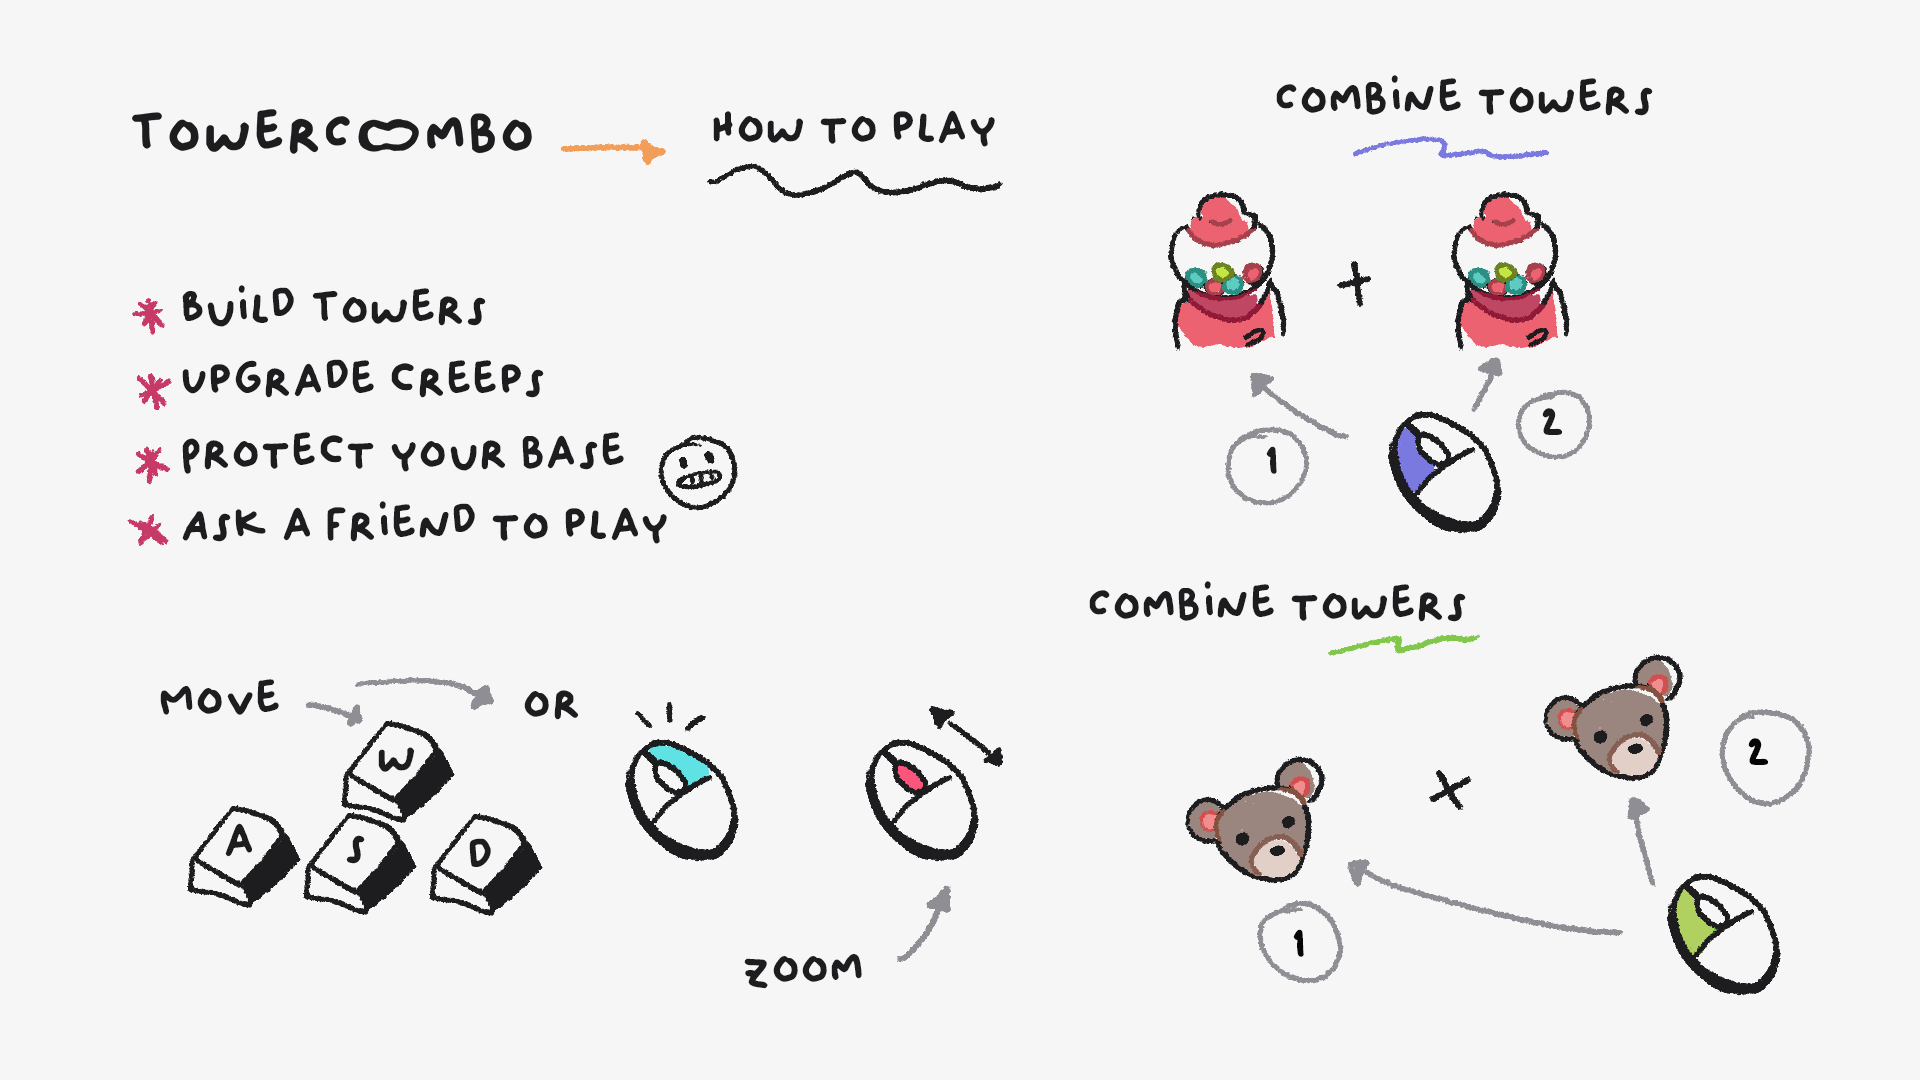 TOWERCOMBO
HOW TO PLAY
BUiLD TOWERS
UPGRADE CREEPS
PROTECT YOUR BASE
ASK A FRiEND TO PLAY
MOVE
OR
W
A
S
D
ZOOM
COMBiNE TOWERS
+
1
2
COMBiNE TOWERS
×
2
1